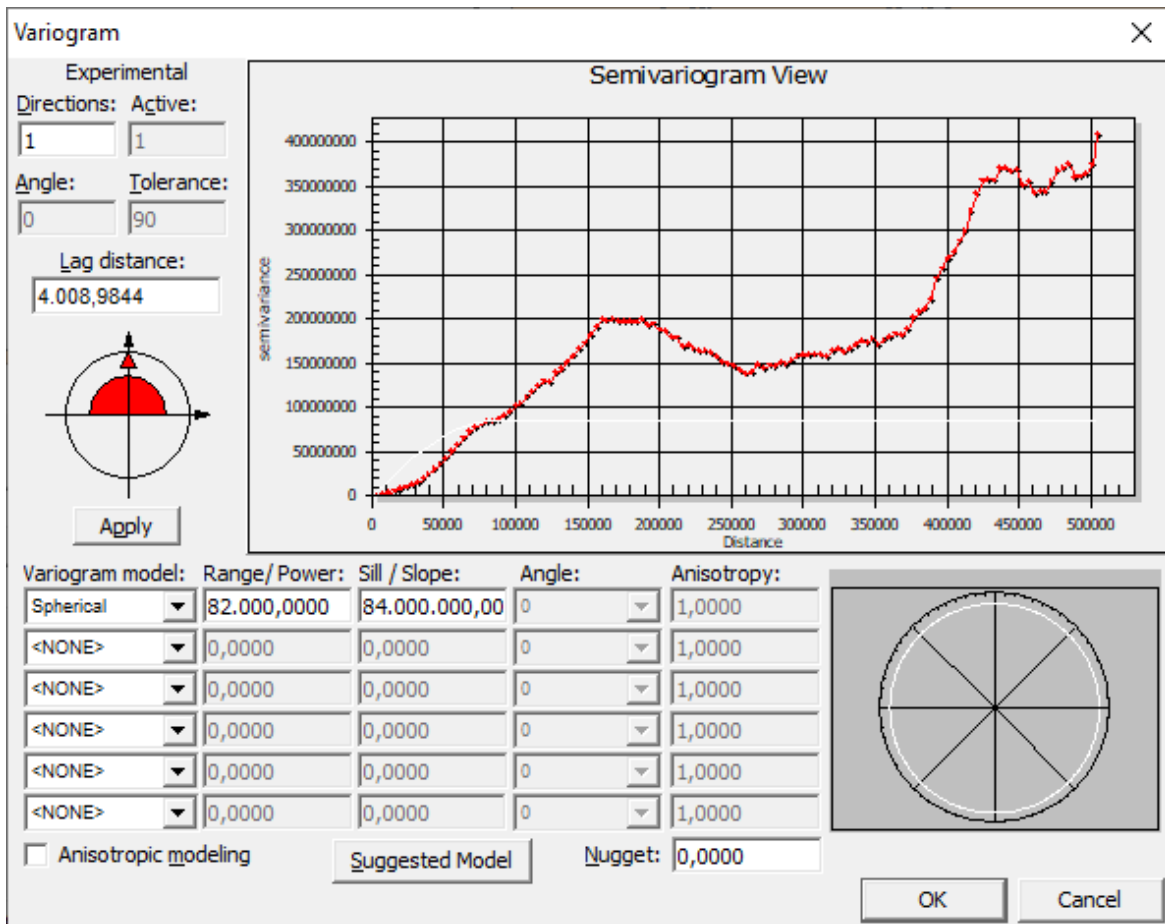 Variogram
Experimental
Directions: Active:
1 1
Angle: Tolerance:
0 90
Lag distance:
4.008,9844
Apply
Semivariogram View
semivariance
400000000
350000000
300000000
250000000
200000000
150000000
100000000
50000000
0
0 50000 100000 150000 200000 250000 300000 350000 400000 450000 500000
Distance
Variogram model: Range/ Power: Sill / Slope: Angle: Anisotropy:
Spherical 82.000,0000 84.000.000,00 0 1,0000
<NONE> 0,0000 0,0000 0 1,0000
<NONE> 0,0000 0,0000 0 1,0000
<NONE> 0,0000 0,0000 0 1,0000
<NONE> 0,0000 0,0000 0 1,0000
<NONE> 0,0000 0,0000 0 1,0000
Anisotropic modeling Suggested Model Nugget: 0,0000
OK Cancel